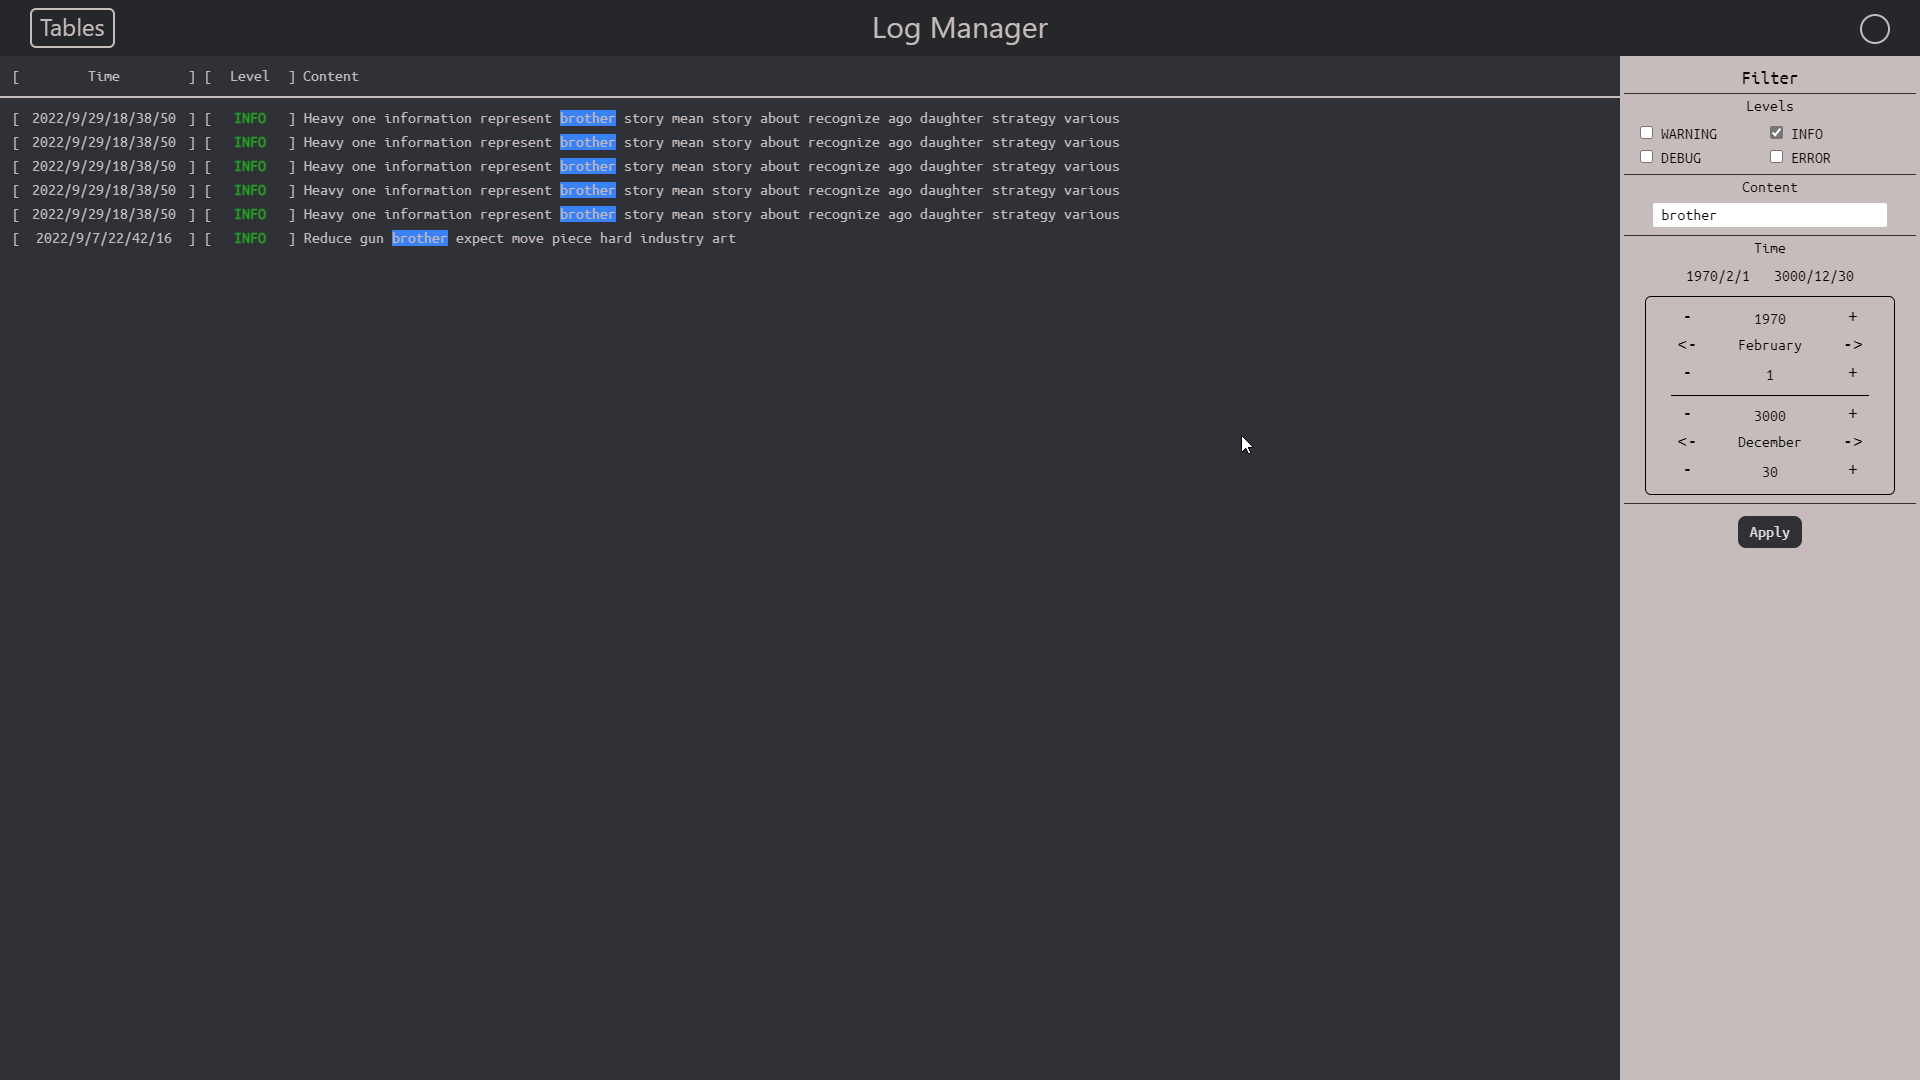 Tables
Log Manager
[ Time ] [ Level ] Content
[ 2022/9/29/18/38/50 ] [ INFO ] Heavy one information represent brother story mean story about recognize ago daughter strategy various
[ 2022/9/29/18/38/50 ] [ INFO ] Heavy one information represent brother story mean story about recognize ago daughter strategy various
[ 2022/9/29/18/38/50 ] [ INFO ] Heavy one information represent brother story mean story about recognize ago daughter strategy various
[ 2022/9/29/18/38/50 ] [ INFO ] Heavy one information represent brother story mean story about recognize ago daughter strategy various
[ 2022/9/29/18/38/50 ] [ INFO ] Heavy one information represent brother story mean story about recognize ago daughter strategy various
[ 2022/9/7/22/42/16 ] [ INFO ] Reduce gun brother expect move piece hard industry art
Filter
Levels
WARNING INFO
DEBUG ERROR
Content
brother
Time
1970/2/1 3000/12/30
- 1970 +
<- February ->
- 1 +
- 3000 +
<- December ->
- 30 +
Apply